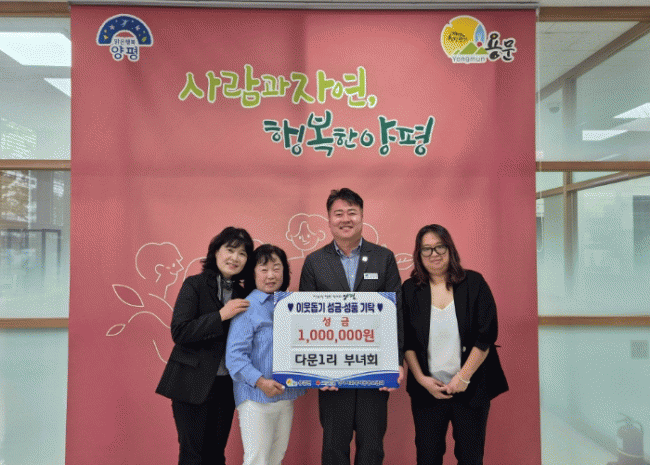 양평
Yongmun
용문
사람과 자연,
행복한 양평
이웃돕기 성금·성품 기탁
성 금
1,000,000원
다문1리 부녀회